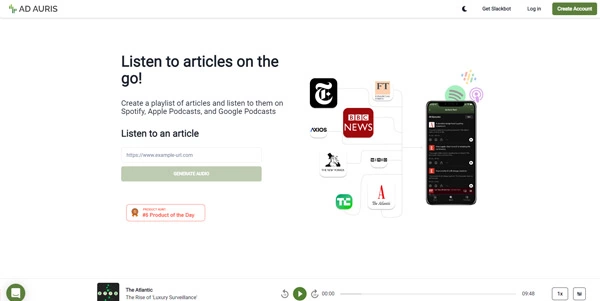 AD AURIS
Get Slackbot
Log in
Create Account
Listen to articles on the
go!
Create a playlist of articles and listen to them on
Spotify, Apple Podcasts, and Google Podcasts
Listen to an article
https://www.example-url.com
GENERATE AUDIO
PRODUCT HUNT
#5 Product of the Day
FT
BBC
NEWS
AXIOS
THE NEW YORKER
TC
A
The Atlantic
The Atlantic
The Rise of 'Luxury Surveillance'
00:00
09:48
1x